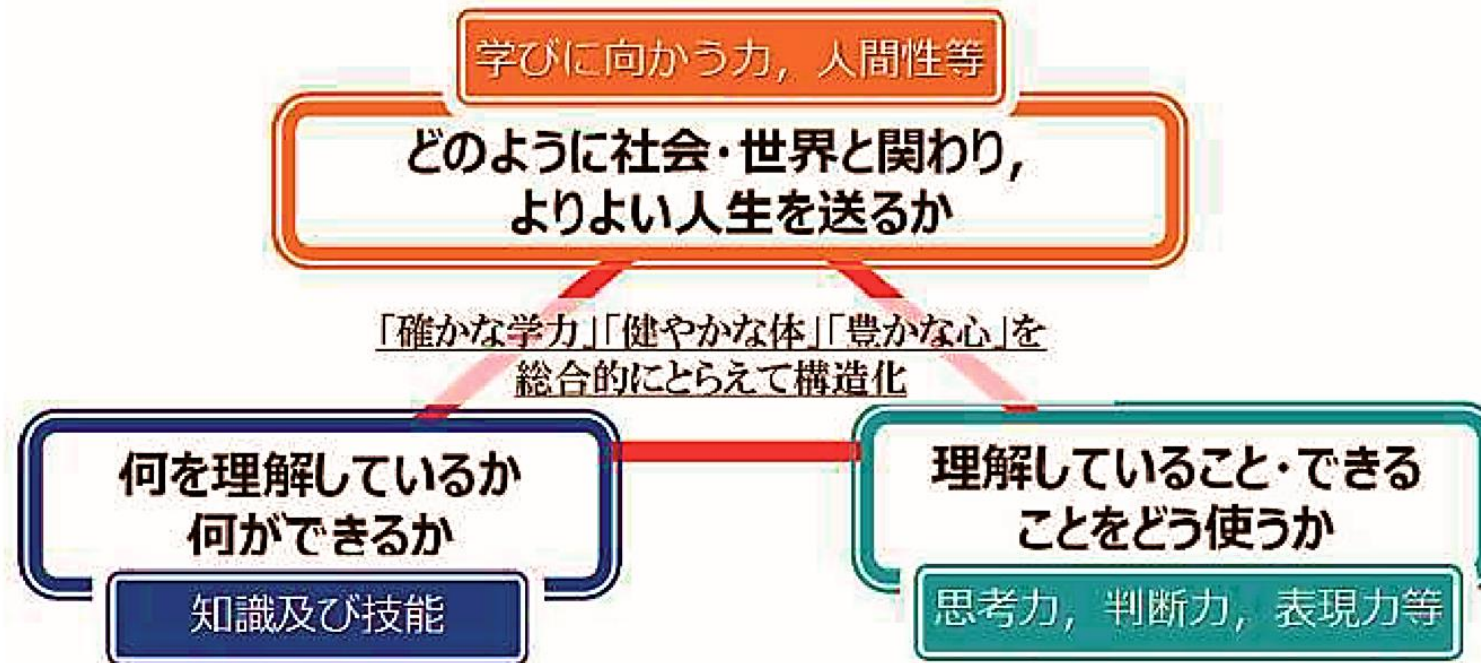 学びに向かう力，人間性等
どのように社会・世界と関わり，
よりよい人生を送るか
「確かな学力」「健やかな体」「豊かな心」を
総合的にとらえて構造化
何を理解しているか
何ができるか
知識及び技能
理解していること・できる
ことをどう使うか
思考力，判断力，表現力等